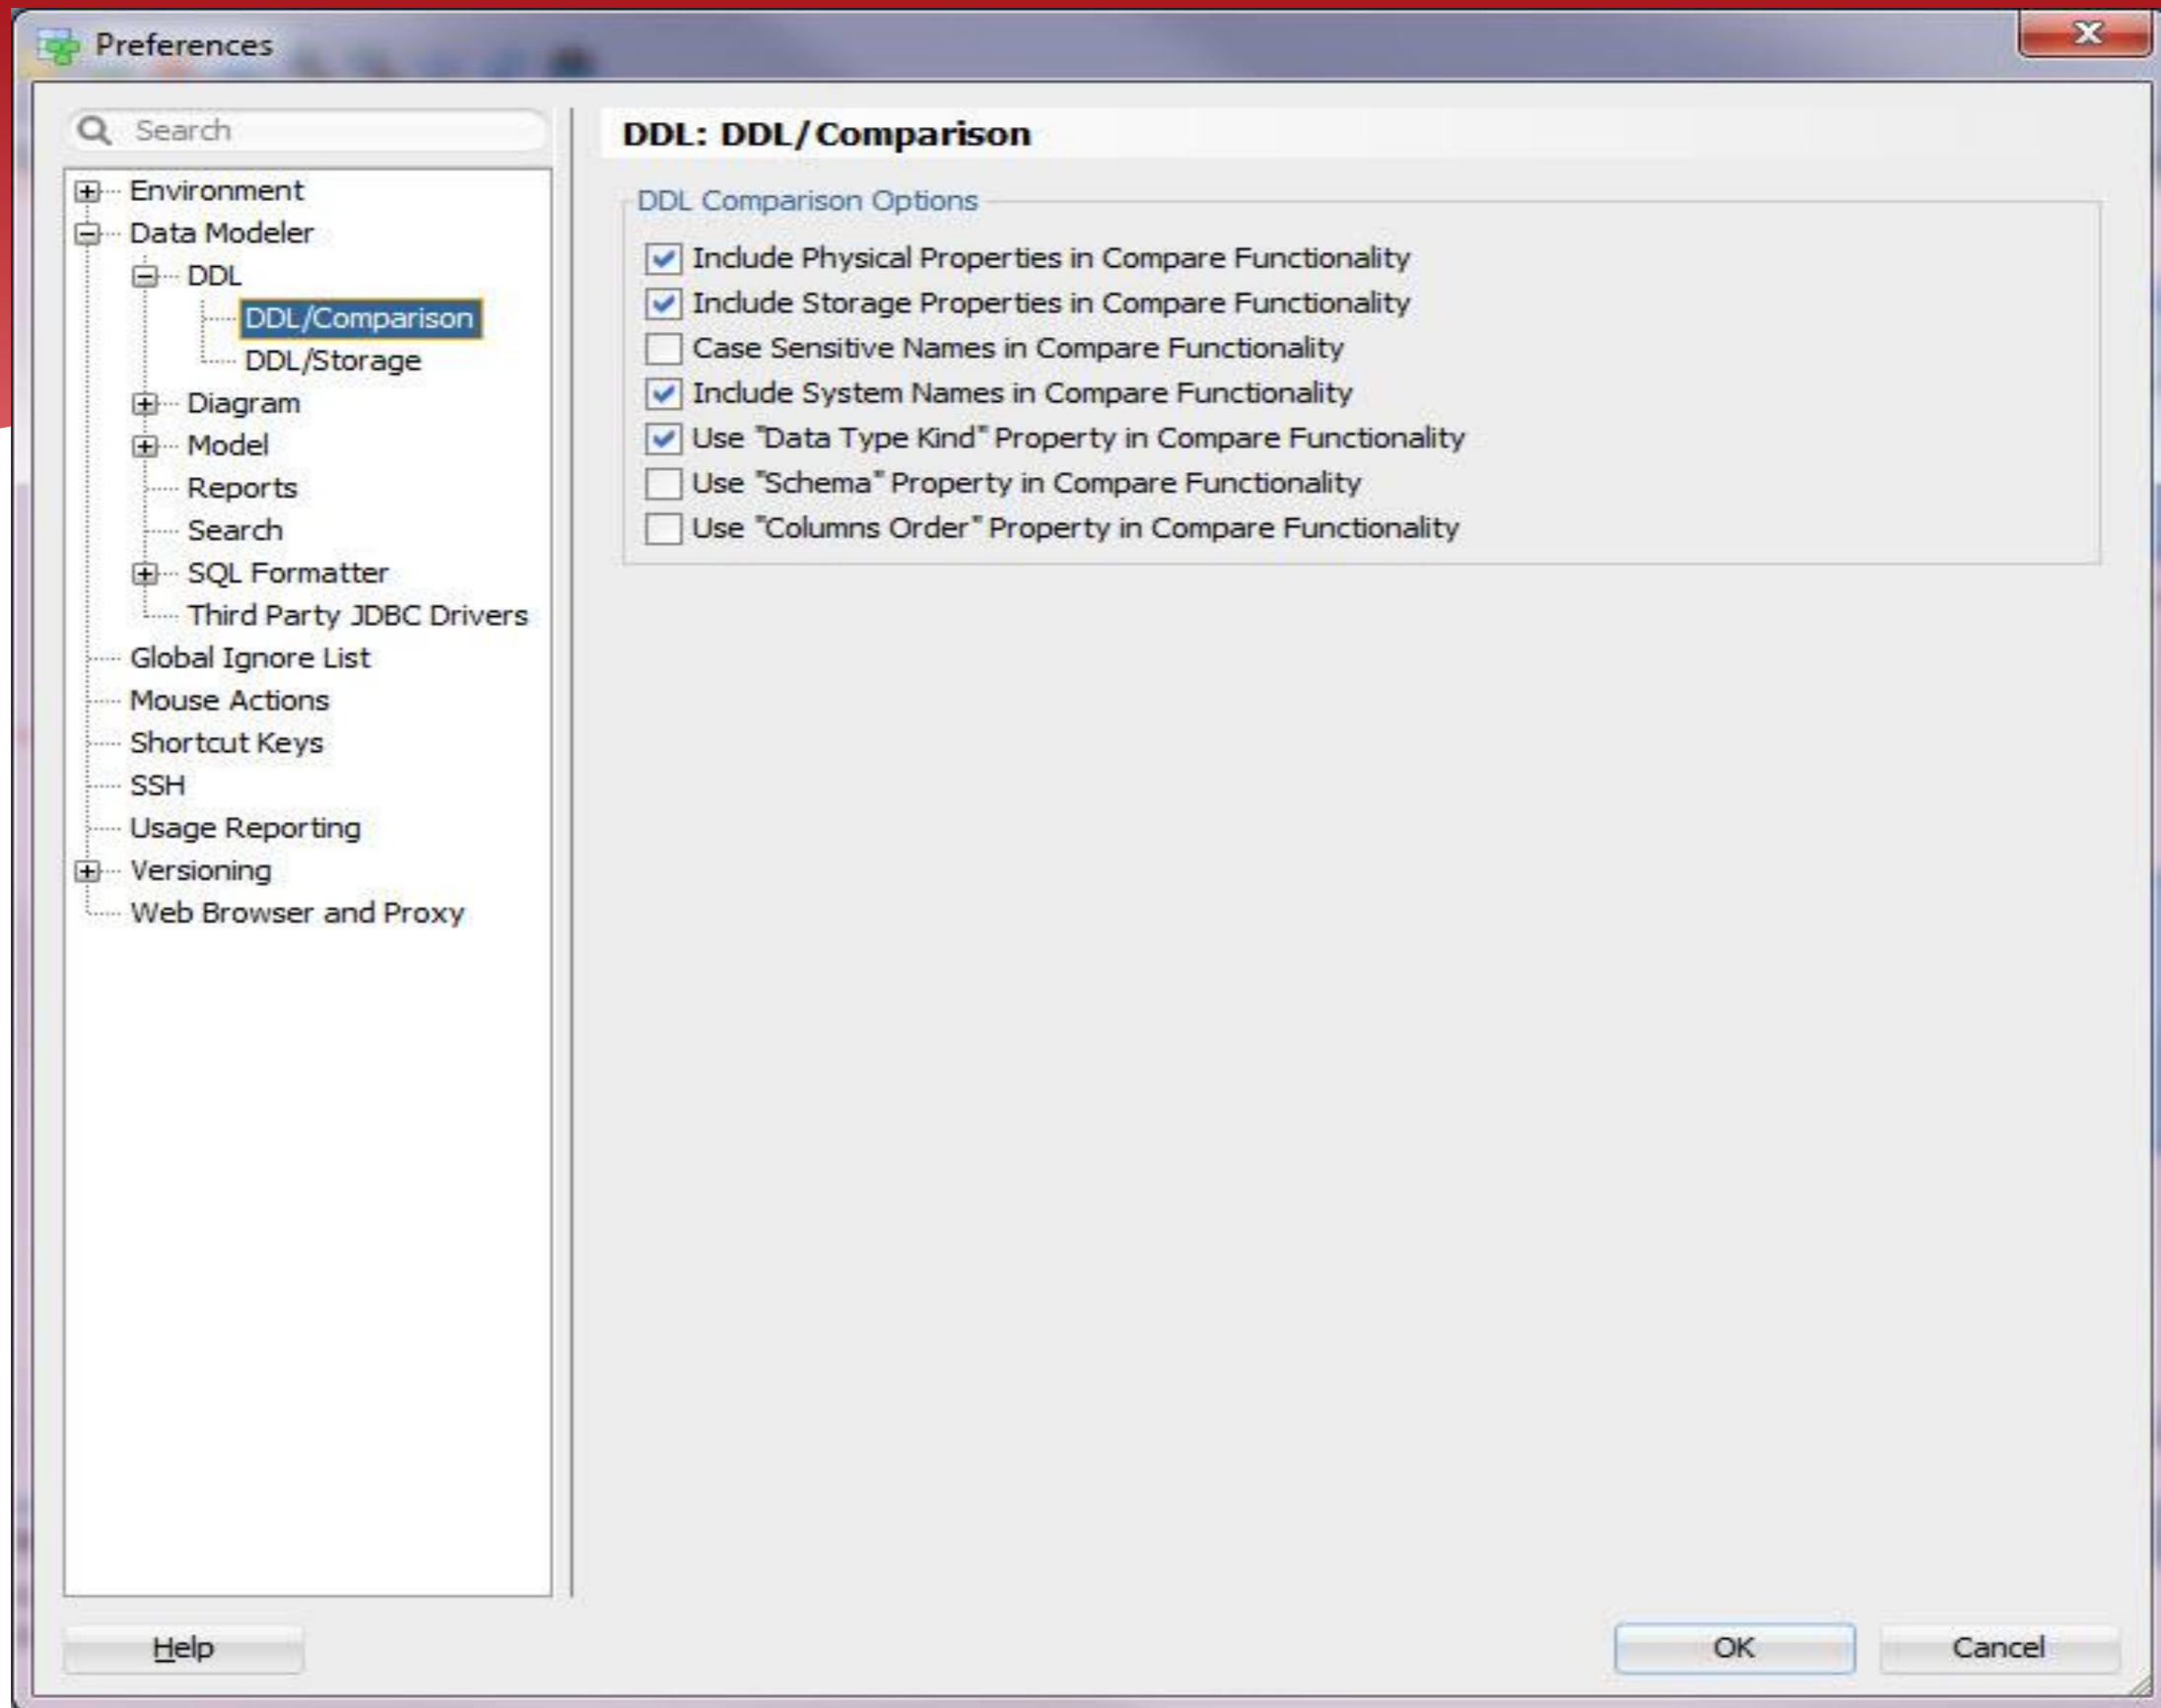 Preferences
Search
Environment
Data Modeler
DDL
DDL/Comparison
DDL/Storage
Diagram
Model
Reports
Search
SQL Formatter
Third Party JDBC Drivers
Global Ignore List
Mouse Actions
Shortcut Keys
SSH
Usage Reporting
Versioning
Web Browser and Proxy
DDL: DDL/Comparison
DDL Comparison Options
Include Physical Properties in Compare Functionality
Include Storage Properties in Compare Functionality
Case Sensitive Names in Compare Functionality
Include System Names in Compare Functionality
Use "Data Type Kind" Property in Compare Functionality
Use "Schema" Property in Compare Functionality
Use "Columns Order" Property in Compare Functionality
Help
OK
Cancel